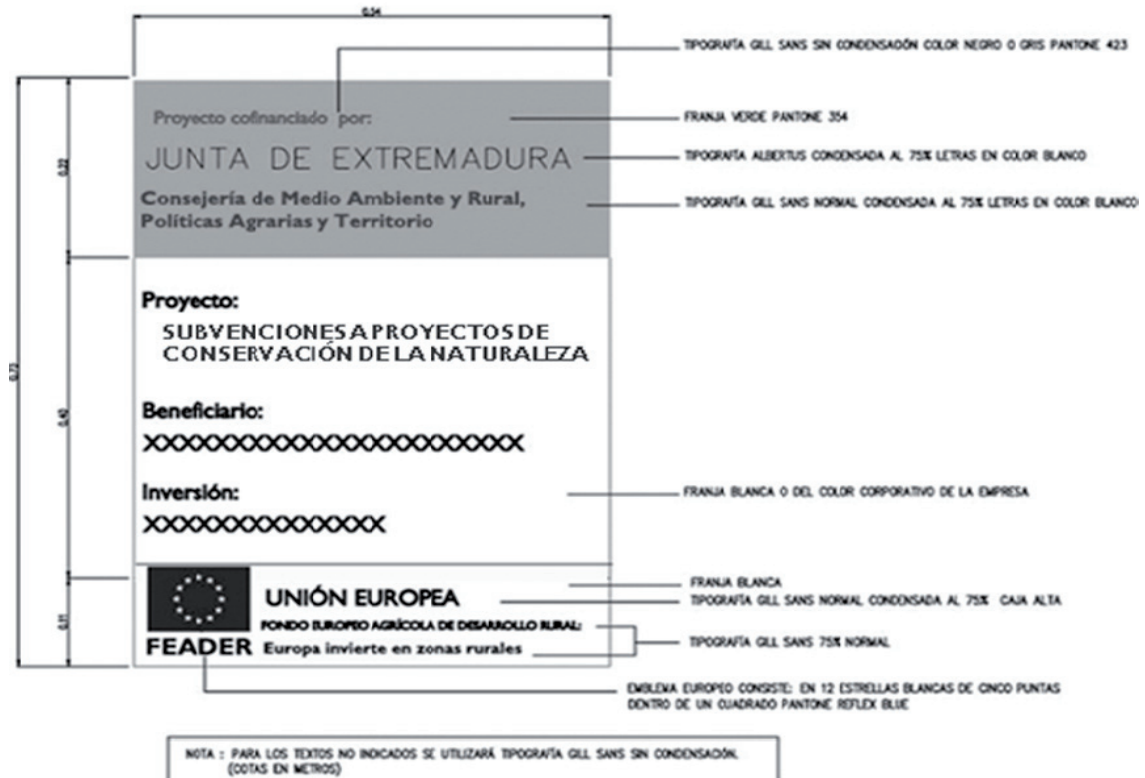 0.54
TIPOGRAFÍA GILL SANS SIN CONDENSACIÓN COLOR NEGRO O GRIS PANTONE 423
Proyecto cofinanciado por:
FRANJA VERDE PANTONE 354
JUNTA DE EXTREMADURA
TIPOGRAFÍA ALBERTUS CONDENSADA AL 75% LETRAS EN COLOR BLANCO
0.22
Consejería de Medio Ambiente y Rural,
Políticas Agrarias y Territorio
TIPOGRAFÍA GILL SANS NORMAL CONDENSADA AL 75% LETRAS EN COLOR BLANCO
Proyecto:
SUBVENCIONES A PROYECTOS DE
CONSERVACIÓN DE LA NATURALEZA
0.73
0.40
Beneficiario:
XXXXXXXXXXXXXXXXXXXXXXXXX
Inversión:
FRANJA BLANCA O DEL COLOR CORPORATIVO DE LA EMPRESA
XXXXXXXXXXXXXXXX
FRANJA BLANCA
UNIÓN EUROPEA
TIPOGRAFÍA GILL SANS NORMAL CONDENSADA AL 75% CAJA ALTA
0.11
FONDO EUROPEO AGRÍCOLA DE DESARROLLO RURAL:
TIPOGRAFÍA GILL SANS 75% NORMAL
FEADER
Europa invierte en zonas rurales
EMBLEMA EUROPEO CONSISTE: EN 12 ESTRELLAS BLANCAS DE CINCO PUNTAS
DENTRO DE UN CUADRADO PANTONE REFLEX BLUE
NOTA : PARA LOS TEXTOS NO INDICADOS SE UTILIZARÁ TIPOGRAFÍA GILL SANS SIN CONDENSACIÓN.
(COTAS EN METROS)